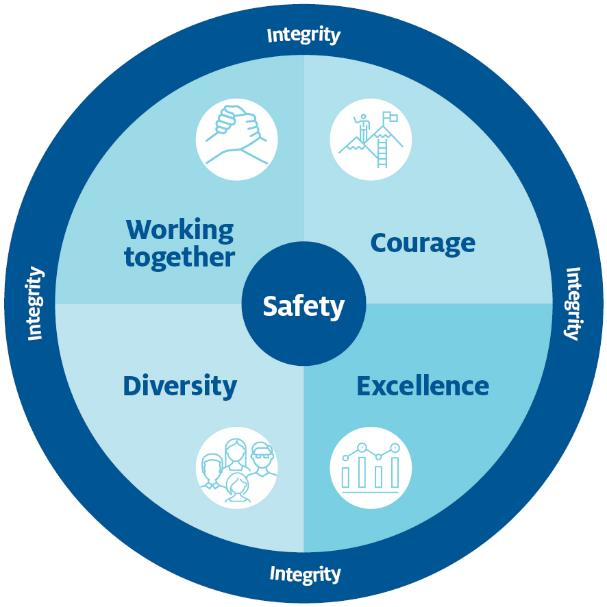 Integrity
Working
together
Courage
Integrity
Safety
Integrity
Diversity
Excellence
Integrity